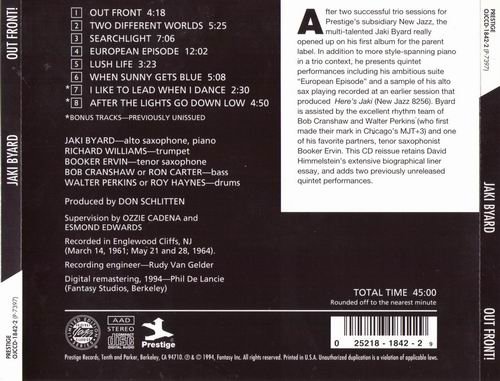 OUT FRONT!
JAKI BYARD
PRESTIGE
OJCCD-1842-2 (P-7397)
1 OUT FRONT 4:18
2 TWO DIFFERENT WORLDS 5:25
3 SEARCHLIGHT 7:06
4 EUROPEAN EPISODE 12:02
5 LUSH LIFE 3:23
6 WHEN SUNNY GETS BLUE 5:08
*7 I LIKE TO LEAD WHEN I DANCE 2:30
*8 AFTER THE LIGHTS GO DOWN LOW 4:50
*BONUS TRACKS—PREVIOUSLY UNISSUED
JAKI BYARD—alto saxophone, piano
RICHARD WILLIAMS—trumpet
BOOKER ERVIN—tenor saxophone
BOB CRANSHAW or RON CARTER—bass
WALTER PERKINS or ROY HAYNES—drums
Produced by DON SCHLITTEN
Supervision by OZZIE CADENA and
ESMOND EDWARDS
Recorded in Englewood Cliffs, NJ
(March 14, 1961; May 21 and 28, 1964).
Recording engineer—Rudy Van Gelder
Digital remastering, 1994—Phil De Lancie
(Fantasy Studios, Berkeley)
After two successful trio sessions for
Prestige's subsidiary New Jazz, the
multi-talented Jaki Byard really
opened up on his first album for the parent
label. In addition to more style-spanning piano
in a trio context, he presents quintet
performances including his ambitious suite
"European Episode" and a sample of his alto
sax playing recorded at an earlier session that
produced Here's Jaki (New Jazz 8256). Byard
is assisted by the excellent rhythm team of
Bob Cranshaw and Walter Perkins (who first
made their mark in Chicago's MJT+3) and one
of his favorite partners, tenor saxophonist
Booker Ervin. This CD reissue retains David
Himmelstein's extensive biographical liner
essay, and adds two previously unreleased
quintet performances.
TOTAL TIME 45:00
Rounded off to the nearest minute
AAD
STEREO
COMPACT
disc
DIGITAL AUDIO
Prestige
0 25218-1842-2 9
Prestige Records, Tenth and Parker, Berkeley, CA 94710. ℗ & © 1994, Fantasy Inc. All rights reserved. Printed in U.S.A. Unauthorized duplication is a violation of applicable laws.
OUT FRONT!
JAKI BYARD
PRESTIGE
OJCCD-1842-2 (P-7397)